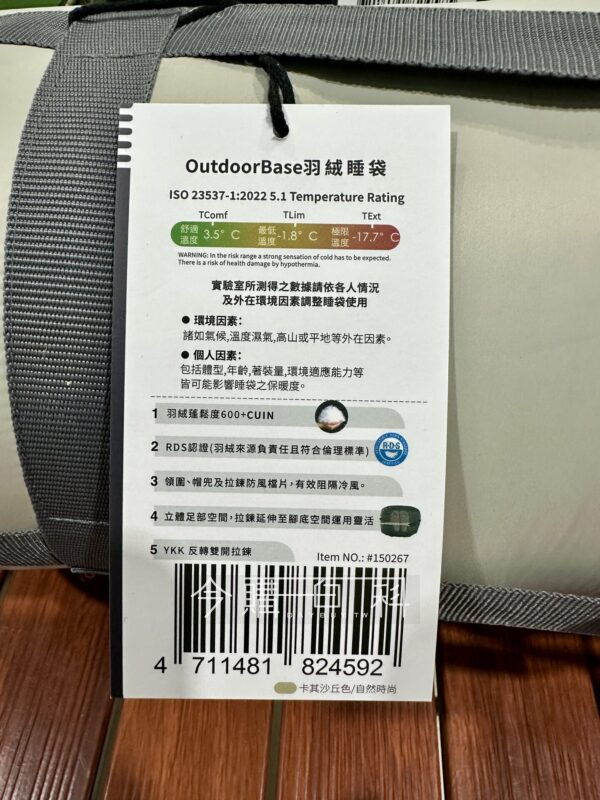 OutdoorBase羽絨睡袋
ISO 23537-1:2022 5.1 Temperature Rating
TComf TLim TExt
舒適溫度 3.5° C 最低溫度 -1.8° C 極限溫度 -17.7° C
WARNING: In the risk range a strong sensation of cold has to be expected.
There is a risk of health damage by hypothermia.
實驗室所測得之數據請依各人情況
及外在環境因素調整睡袋使用
● 環境因素：
諸如氣候,溫度濕氣,高山或平地等外在因素。
● 個人因素：
包括體型,年齡,著裝量,環境適應能力等
皆可能影響睡袋之保暖度。
1 羽絨蓬鬆度600+CUIN
2 RDS認證(羽絨來源負責任且符合倫理標準)
RDS
3 領圍、帽兜及拉鍊防風檔片，有效阻隔冷風。
4 立體足部空間，拉鍊延伸至腳底空間運用靈活
5 YKK 反轉雙開拉鍊
Item NO.: #150267
4 711481 824592
卡其沙丘色/自然時尚